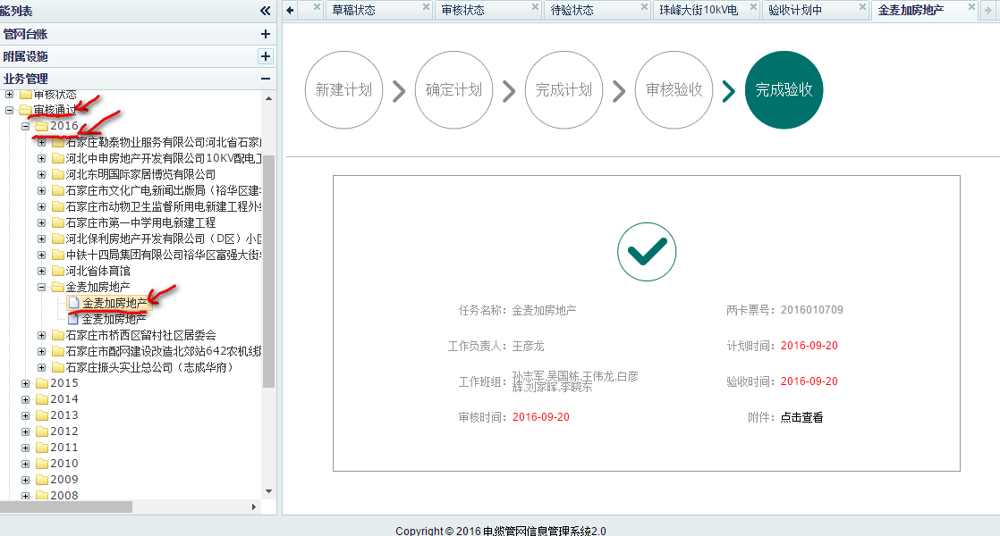 能列表
草稿状态
审核状态
待验状态
珠峰大街10kV电
验收计划中
金麦加房地产
管网台账
附属设施
业务管理
审核状态
审核通过
2016
石家庄勒泰物业服务有限公司河北省石家
河北中申房地产开发有限公司10KV配电工
河北东明国际家居博览有限公司
石家庄市文化广电新闻出版局（裕华区建
石家庄市动物卫生监督所用电新建工程外
石家庄市第一中学用电新建工程
河北保利房地产开发有限公司（D区）小区
中铁十四局集团有限公司裕华区富强大街
河北省体育馆
金麦加房地产
金麦加房地产
金麦加房地产
石家庄市桥西区留村社区居委会
石家庄市配网建设改造北郊站642农机线
石家庄振头实业总公司（志成华府）
2015
2014
2013
2012
2011
2010
2009
2008
新建计划
确定计划
完成计划
审核验收
完成验收
任务名称: 金麦加房地产
两卡票号: 2016010709
工作负责人: 王彦龙
计划时间: 2016-09-20
工作班组: 孙志军,吴国栋,王伟龙,白彦
辉,刘家晖,李晓东
验收时间: 2016-09-20
审核时间: 2016-09-20
附件: 点击查看
Copyright © 2016 电缆管网信息管理系统2.0